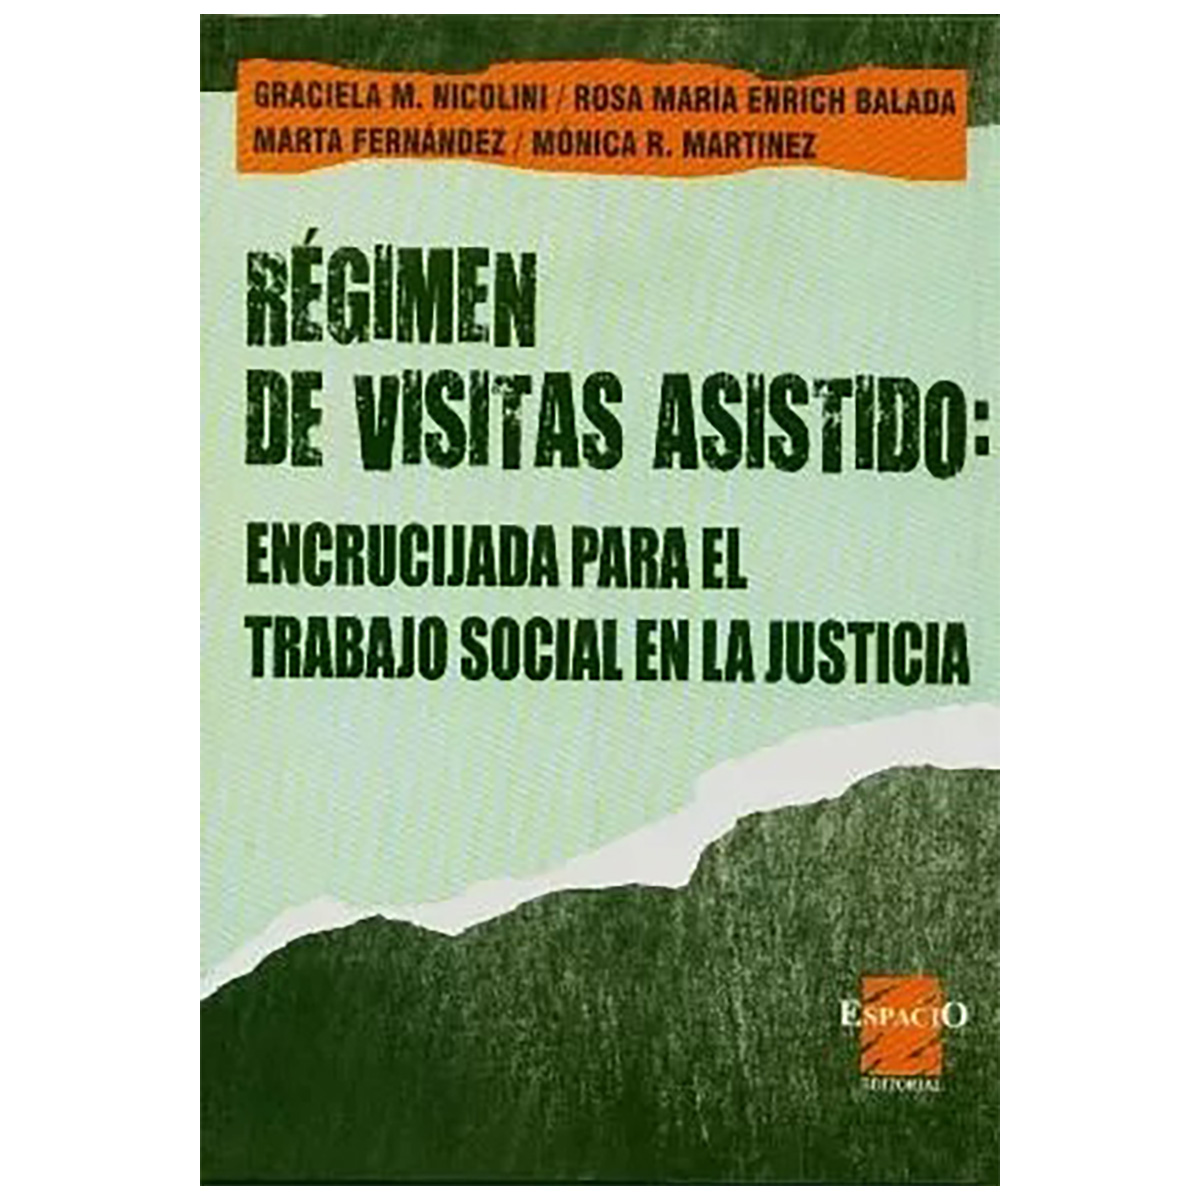 GRACIELA M. NICOLINI / ROSA MARÍA ENRICH BALADA
MARTA FERNÁNDEZ / MÓNICA R. MARTINEZ
RÉGIMEN
DE VISITAS ASISTIDO:
ENCRUCIJADA PARA EL
TRABAJO SOCIAL EN LA JUSTICIA
ESPACIO
EDITORIAL